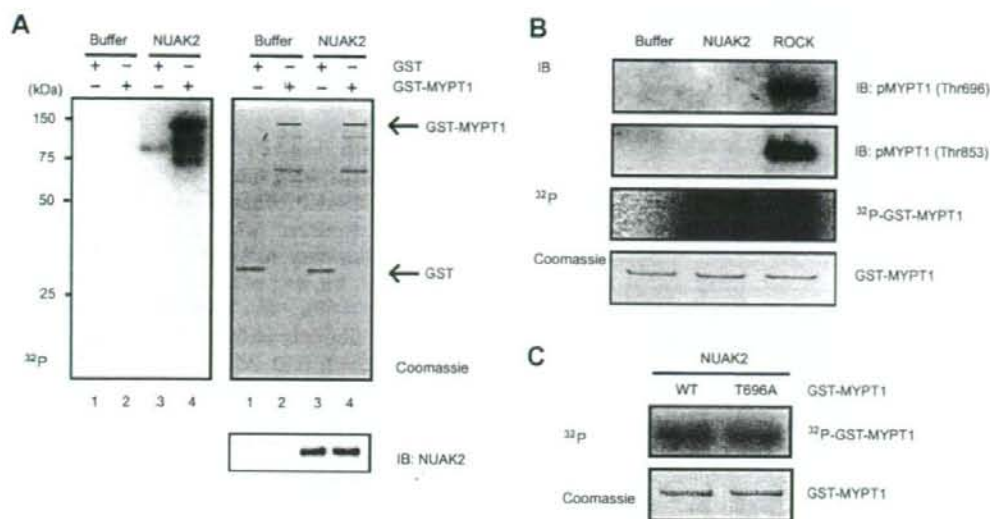 A
Buffer NUAK2 Buffer NUAK2
+ − + − + − + − GST
(kDa) − + − + − + − + GST-MYPT1
150
75
50
25
← GST-MYPT1
← GST
32P
Coomassie
1 2 3 4 1 2 3 4
IB: NUAK2
B
Buffer NUAK2 ROCK
IB
IB: pMYPT1 (Thr696)
IB: pMYPT1 (Thr853)
32P
32P-GST-MYPT1
Coomassie
GST-MYPT1
C
NUAK2
WT T696A GST-MYPT1
32P
32P-GST-MYPT1
Coomassie
GST-MYPT1